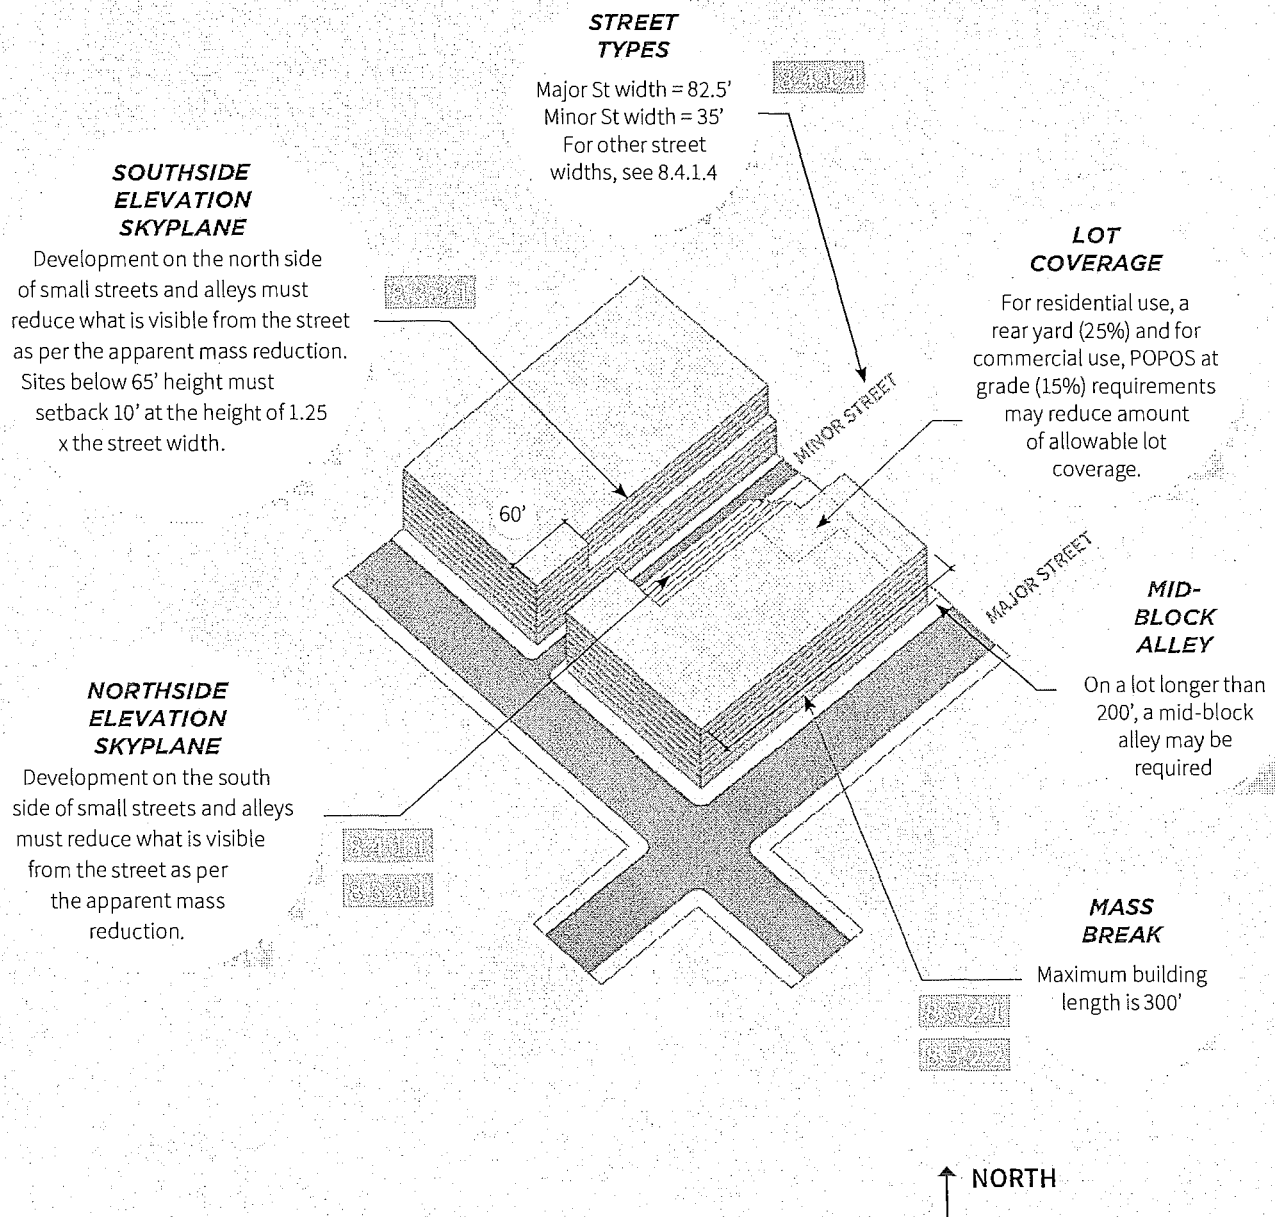 STREET
TYPES
Major St width = 82.5'
Minor St width = 35'
For other street
widths, see 8.4.1.4
8.4.1.4
SOUTHSIDE
ELEVATION
SKYPLANE
Development on the north side
of small streets and alleys must
reduce what is visible from the street
as per the apparent mass reduction.
Sites below 65' height must
setback 10' at the height of 1.25
x the street width.
LOT
COVERAGE
For residential use, a
rear yard (25%) and for
commercial use, POPOS at
grade (15%) requirements
may reduce amount
of allowable lot
coverage.
MINOR STREET
60'
MAJOR STREET
MID-
BLOCK
ALLEY
On a lot longer than
200', a mid-block
alley may be
required
NORTHSIDE
ELEVATION
SKYPLANE
Development on the south
side of small streets and alleys
must reduce what is visible
from the street as per
the apparent mass
reduction.
MASS
BREAK
Maximum building
length is 300'
8.5.2.1
8.5.2.2
NORTH